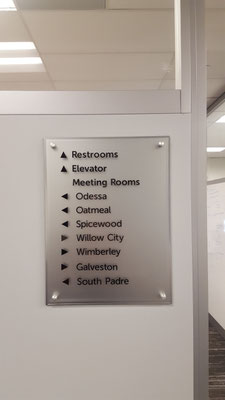 ▲ Restrooms
▲ Elevator
Meeting Rooms
◄ Odessa
◄ Oatmeal
◄ Spicewood
► Willow City
► Wimberley
► Galveston
◄ South Padre